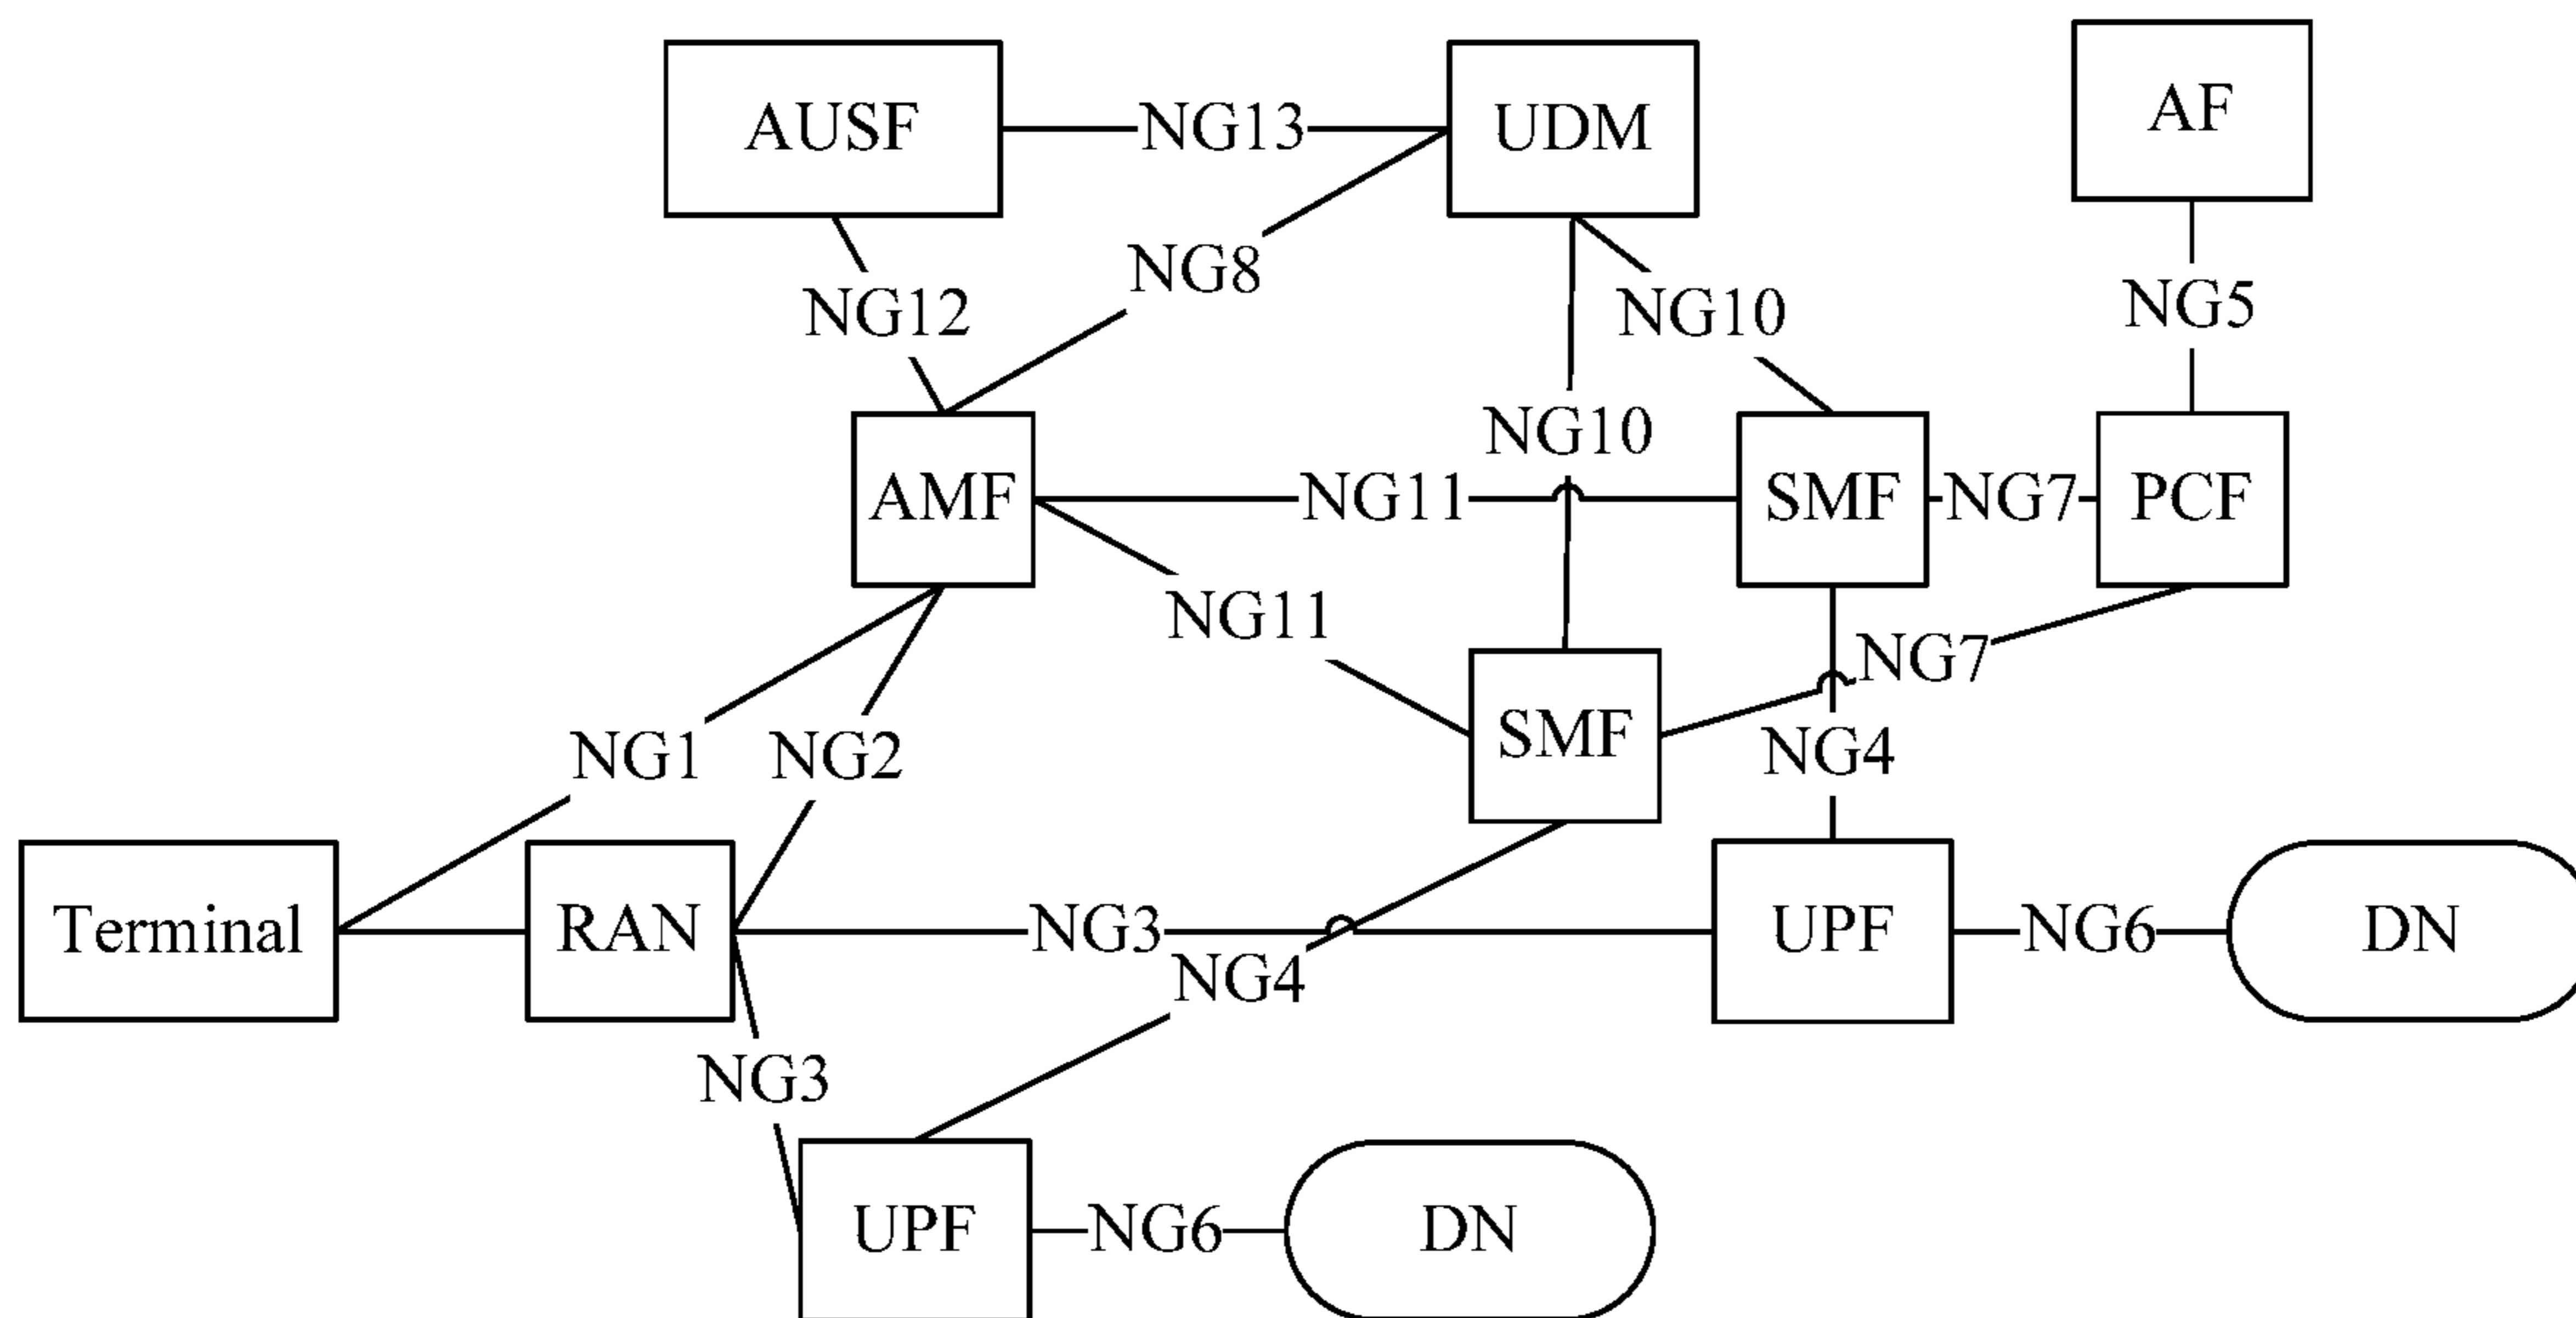 AF
AUSF
NG13
UDM
NG8
NG12
NG10
NG5
NG10
AMF
NG11
SMF
NG7
PCF
NG11
NG7
NG1
NG2
SMF
NG4
Terminal
RAN
NG3
UPF
NG6
DN
NG4
NG3
UPF
NG6
DN